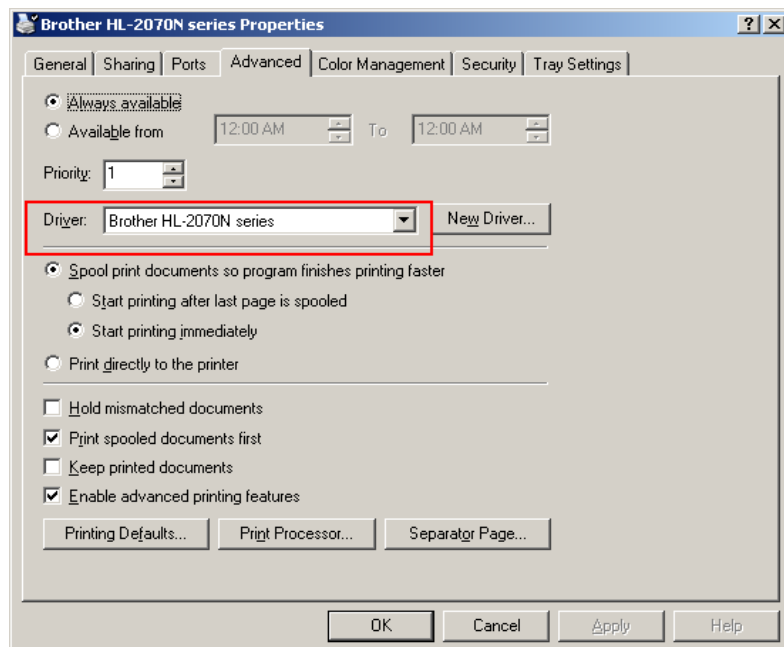 Brother HL-2070N series Properties
General Sharing Ports Advanced Color Management Security Tray Settings
Always available
Available from 12:00 AM To 12:00 AM
Priority: 1
Driver: Brother HL-2070N series New Driver...
Spool print documents so program finishes printing faster
Start printing after last page is spooled
Start printing immediately
Print directly to the printer
Hold mismatched documents
Print spooled documents first
Keep printed documents
Enable advanced printing features
Printing Defaults... Print Processor... Separator Page...
OK Cancel Apply Help